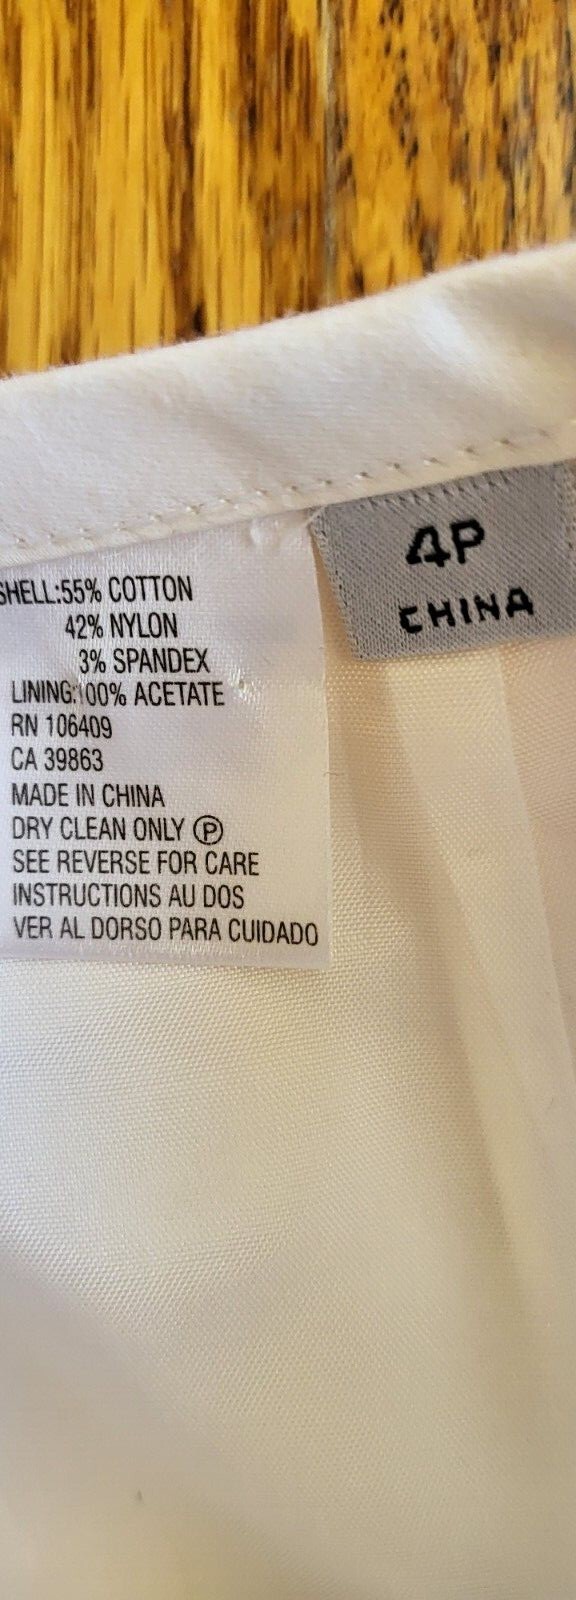 4P
CHINA
SHELL:55% COTTON
42% NYLON
3% SPANDEX
LINING:100% ACETATE
RN 106409
CA 39863
MADE IN CHINA
DRY CLEAN ONLY Ⓟ
SEE REVERSE FOR CARE
INSTRUCTIONS AU DOS
VER AL DORSO PARA CUIDADO